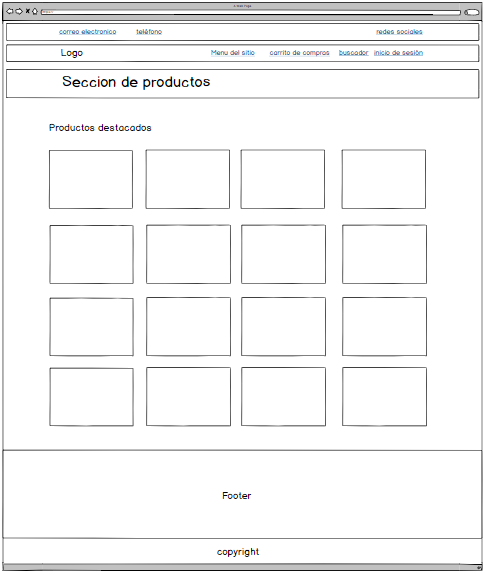 correo electronico teléfono redes sociales
Logo Menu del sitio carrito de compras buscador inicio de sesión
Seccion de productos
Productos destacados
Footer
copyright